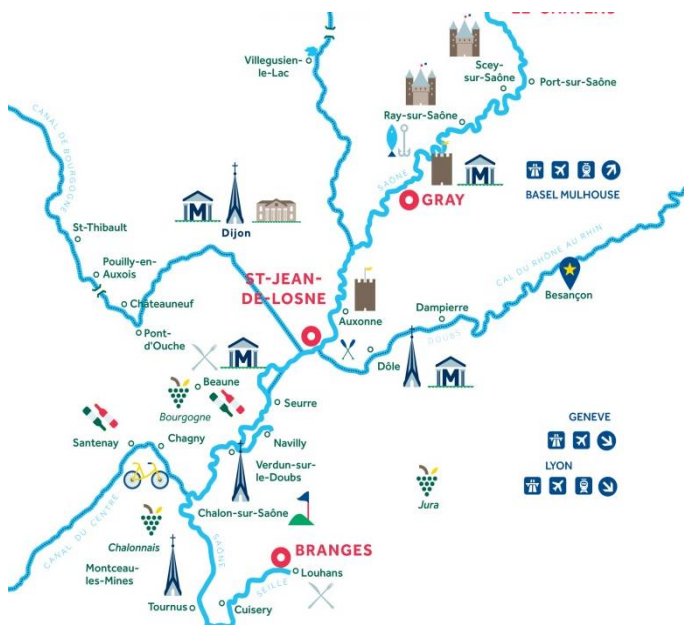 LE-CHÂTEAU
Villegusien-
le-Lac
Scey-
sur-Saône
Port-sur-Saône
Ray-sur-Saône
CANAL DE BOURGOGNE
SAÔNE
M
M
GRAY
BASEL MULHOUSE
Dijon
St-Thibault
Pouilly-en-
Auxois
Châteauneuf
Pont-
d'Ouche
ST-JEAN-
DE-LOSNE
CAL DU RHÔNE AU RHIN
Besançon
Auxonne
Dampierre
DOUBS
Dôle
M
M
Beaune
Bourgogne
Seurre
Santenay
Chagny
Navilly
Verdun-sur-
le-Doubs
GENEVE
LYON
Chalon-sur-Saône
Jura
CANAL DU CENTRE
Chalonnais
SAÔNE
Montceau-
les-Mines
BRANGES
Louhans
SEILLE
Tournus
Cuisery